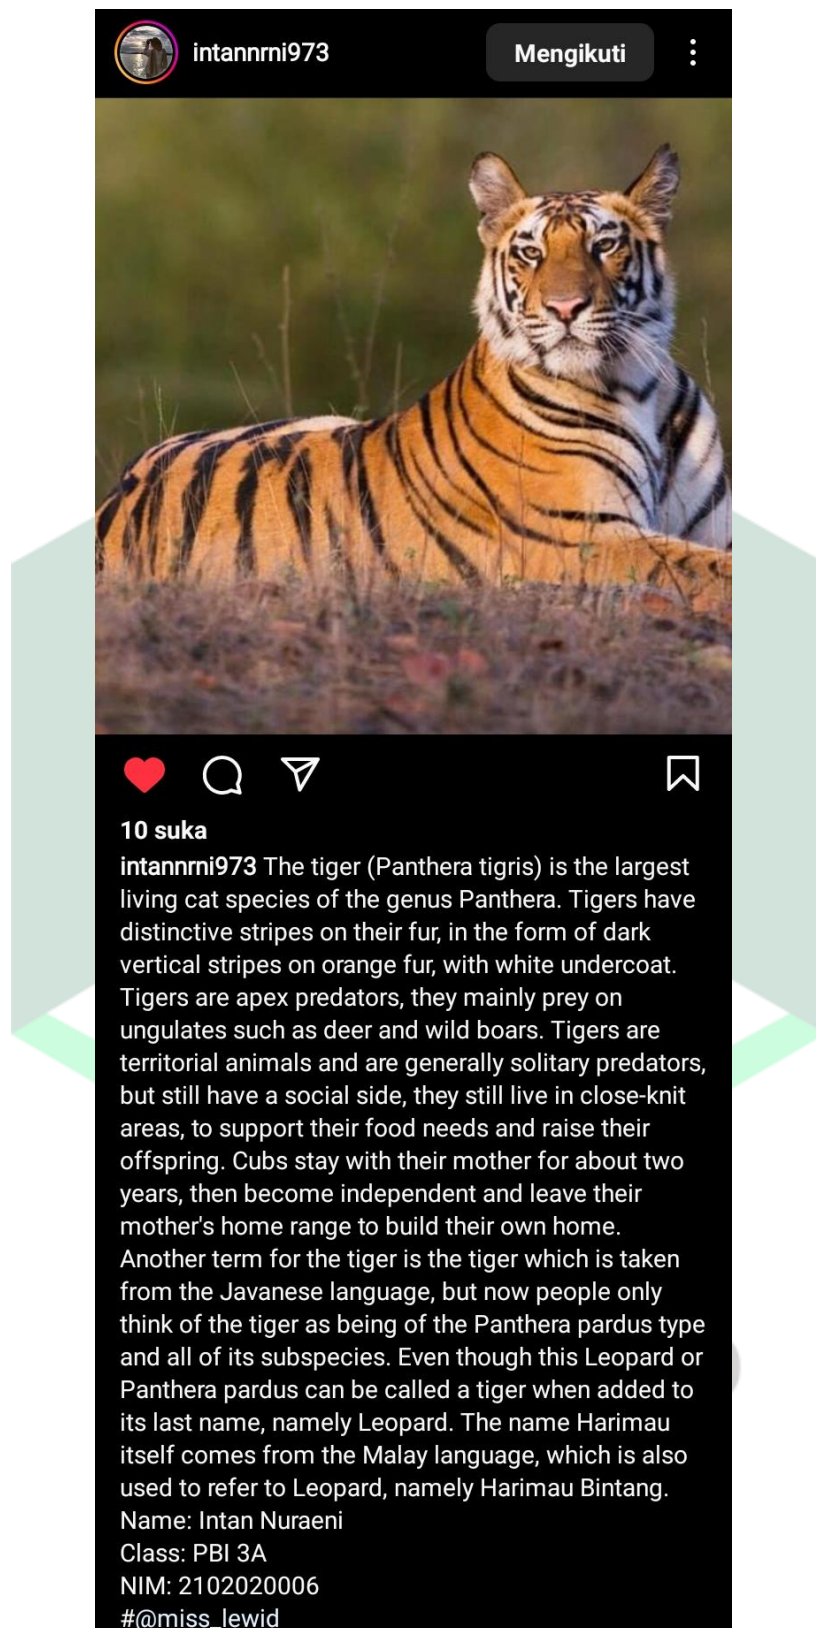 intannrni973
Mengikuti
10 suka
intannrni973 The tiger (Panthera tigris) is the largest
living cat species of the genus Panthera. Tigers have
distinctive stripes on their fur, in the form of dark
vertical stripes on orange fur, with white undercoat.
Tigers are apex predators, they mainly prey on
ungulates such as deer and wild boars. Tigers are
territorial animals and are generally solitary predators,
but still have a social side, they still live in close-knit
areas, to support their food needs and raise their
offspring. Cubs stay with their mother for about two
years, then become independent and leave their
mother's home range to build their own home.
Another term for the tiger is the tiger which is taken
from the Javanese language, but now people only
think of the tiger as being of the Panthera pardus type
and all of its subspecies. Even though this Leopard or
Panthera pardus can be called a tiger when added to
its last name, namely Leopard. The name Harimau
itself comes from the Malay language, which is also
used to refer to Leopard, namely Harimau Bintang.
Name: Intan Nuraeni
Class: PBI 3A
NIM: 2102020006
#@miss_lewid